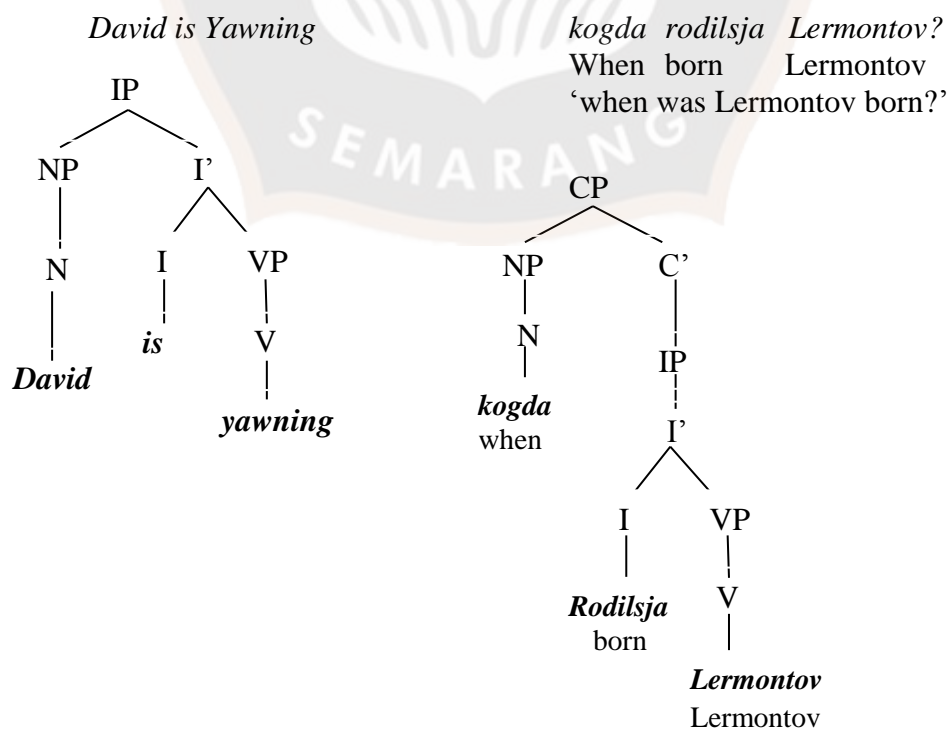 David is Yawning
IP
NP I’
N I VP
is V
David
yawning
kogda rodilsja Lermontov?
When born Lermontov
‘when was Lermontov born?’
SEMARANG
CP
NP C’
N
IP
kogda
when
I’
I VP
Rodilsja V
born
Lermontov
Lermontov